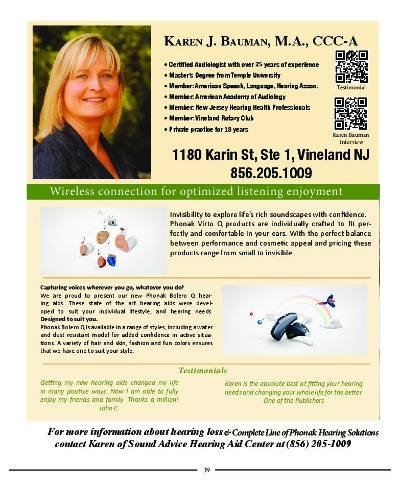 KAREN J. BAUMAN, M.A., CCC-A
• Certified Audiologist with over 25 years of experience
• Master's Degree from Temple University
• Member: American Speech, Language, Hearing Assoc.
• Member: American Academy of Audiology
• Member: New Jersey Hearing Health Professionals
• Member: Vineland Rotary Club
• Private practice for 18 years
Testimonial
Karen Bauman
Interview
1180 Karin St, Ste 1, Vineland NJ
856.205.1009
Wireless connection for optimized listening enjoyment
Invisibility to explore life's rich soundscapes with confidence.
Phonak Virto Q products are individually crafted to fit per-
fectly and comfortable in your ears. With the perfect balance
between performance and cosmetic appeal and pricing these
products range from small to invisible
Capturing voices wherever you go, whatever you do!
We are proud to present our new Phonak Bolero Q hear-
ing aids. These state of the art hearing aids were devel-
oped to suit your individual lifestyle, and hearing needs
Designed to suit you.
Phonak Bolero Q is available in a range of styles, including a water
and dust resistant model for added confidence in active situa-
tions. A variety of hair and skin, fashion and fun colors ensures
that we have one to suit your style.
Testimonials
Getting my new hearing aids changed my life
in many positive ways. Now I am able to fully
enjoy my friends and family. Thanks a million!
John C.
Karen is the absolute best at fitting your hearing
needs and changing your whole life for the better
One of the Publishers
For more information about hearing loss & Complete Line of Phonak Hearing Solutions
contact Karen of Sound Advice Hearing Aid Center at (856) 205-1009
39